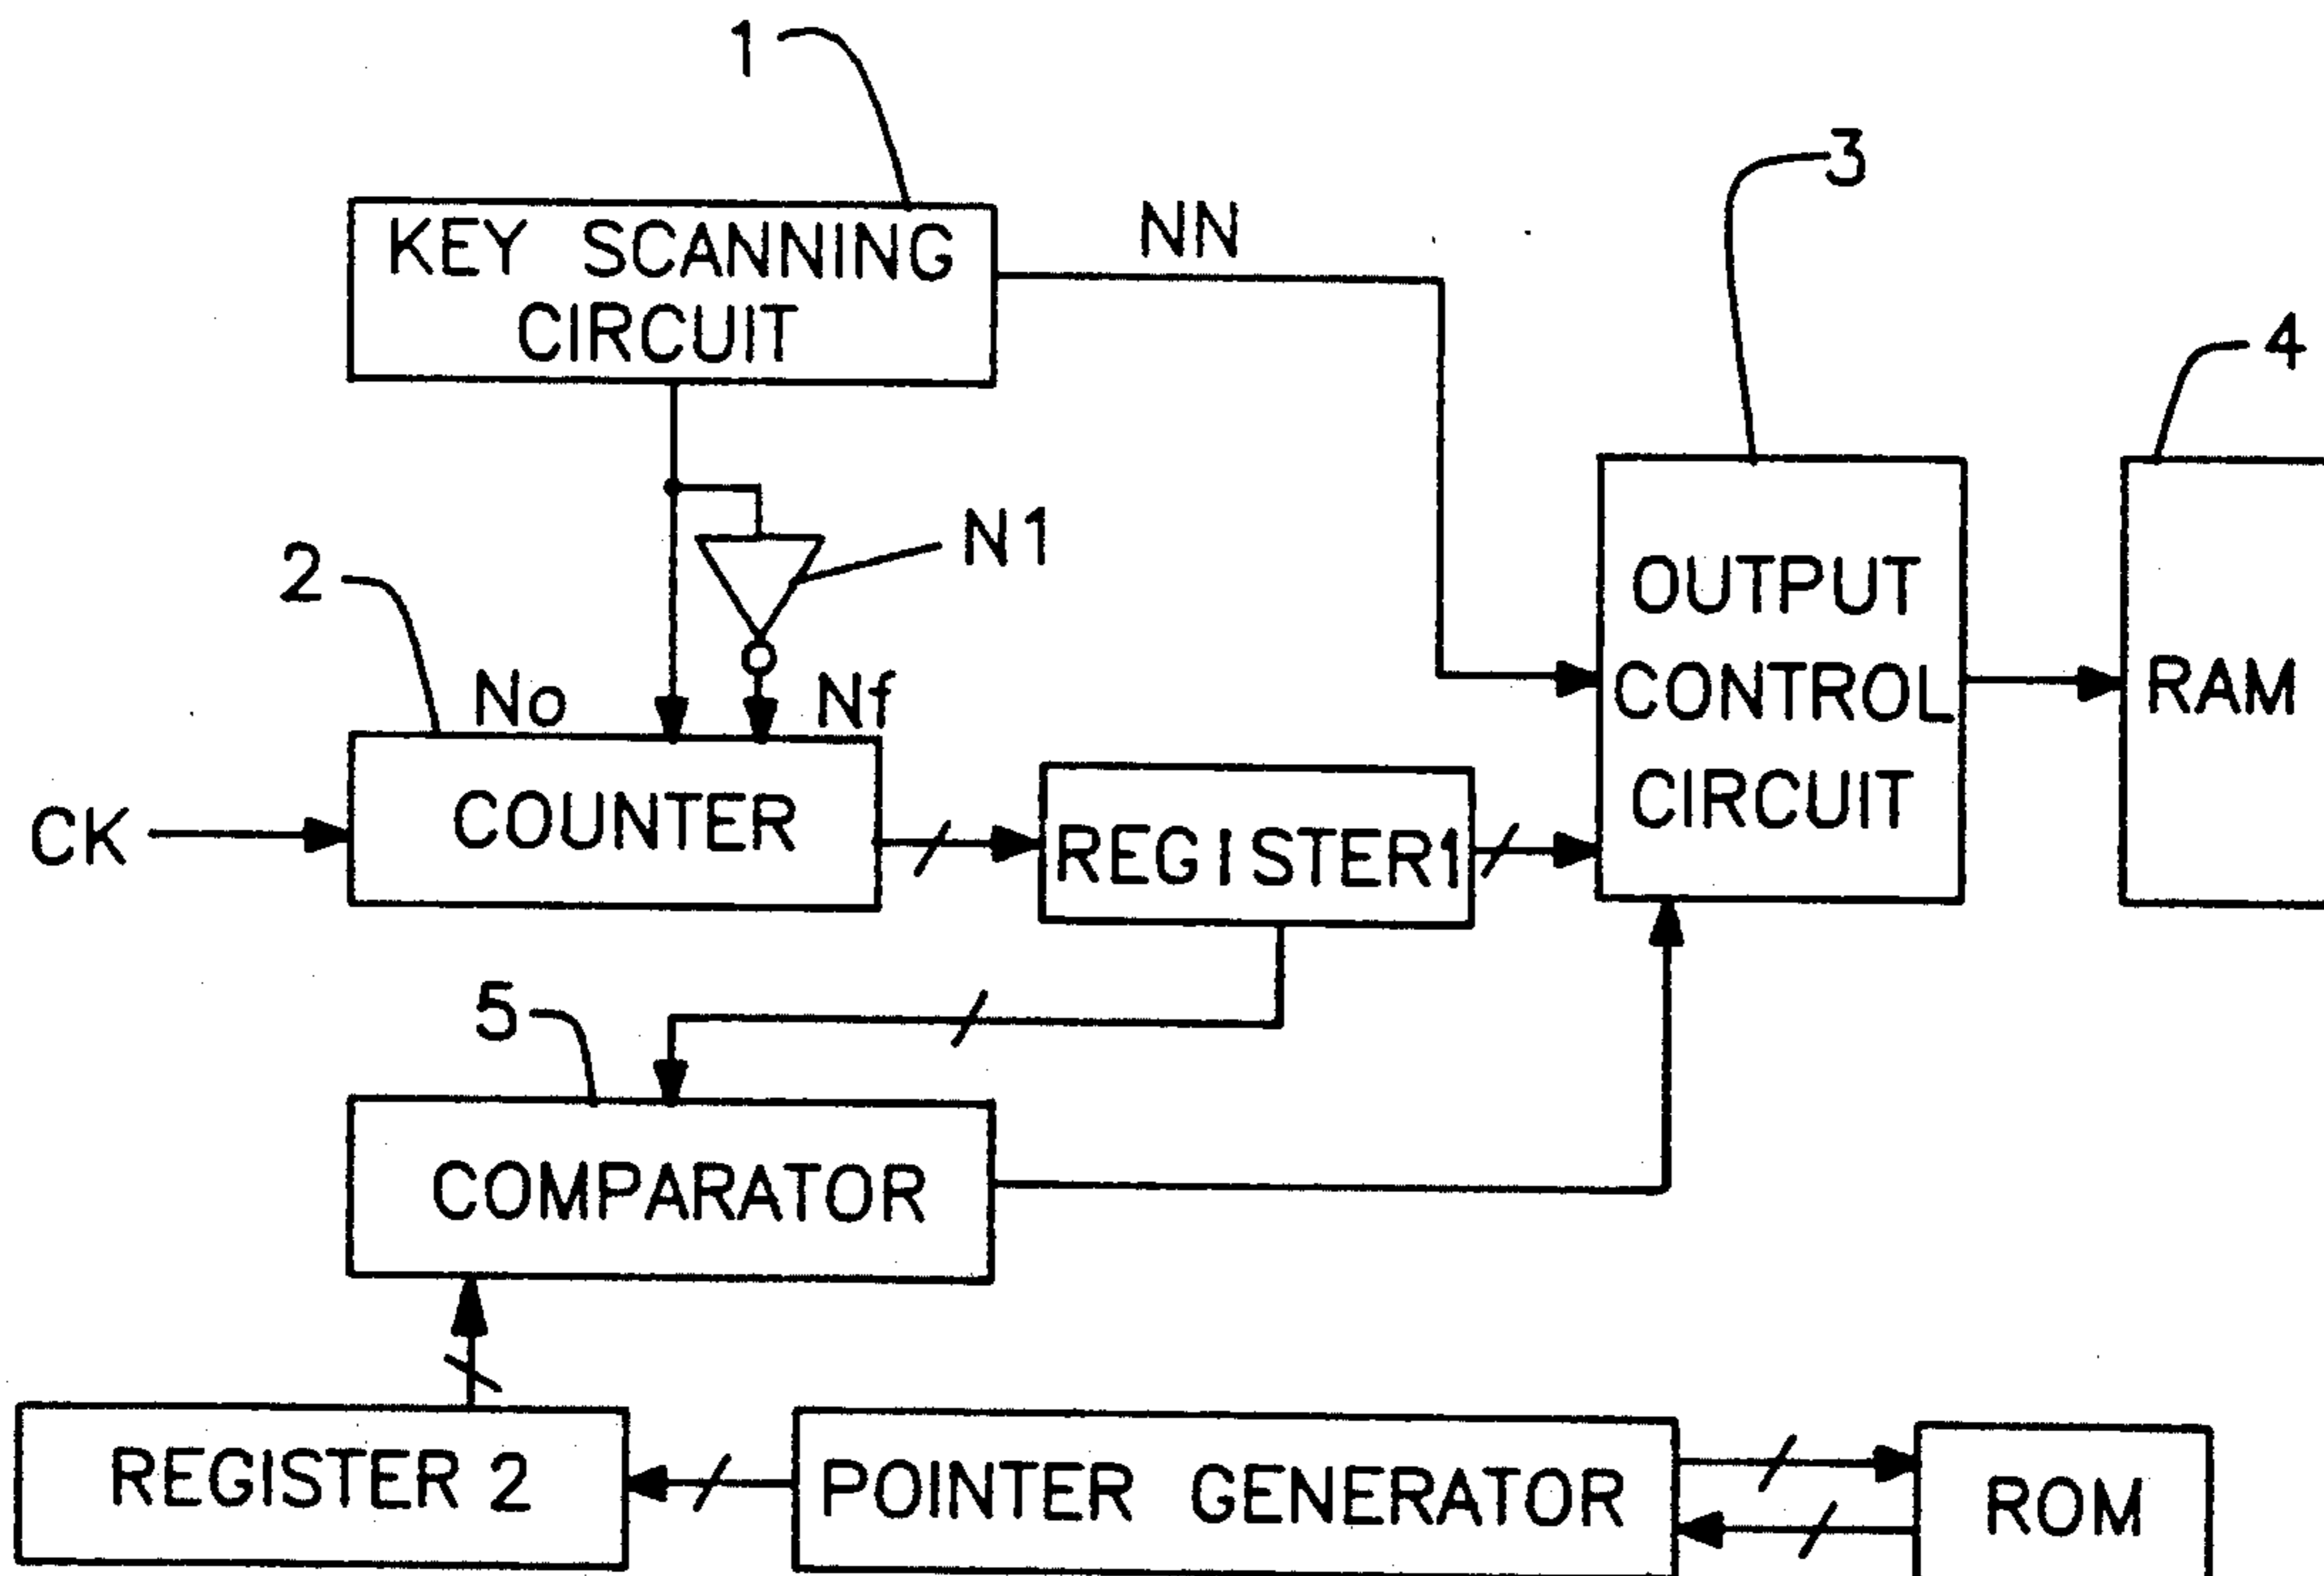 1
3
KEY SCANNING
CIRCUIT
NN
4
N1
2
No
Nf
OUTPUT
CONTROL
CIRCUIT
RAM
CK
COUNTER
REGISTER1
5
COMPARATOR
REGISTER 2
POINTER GENERATOR
ROM